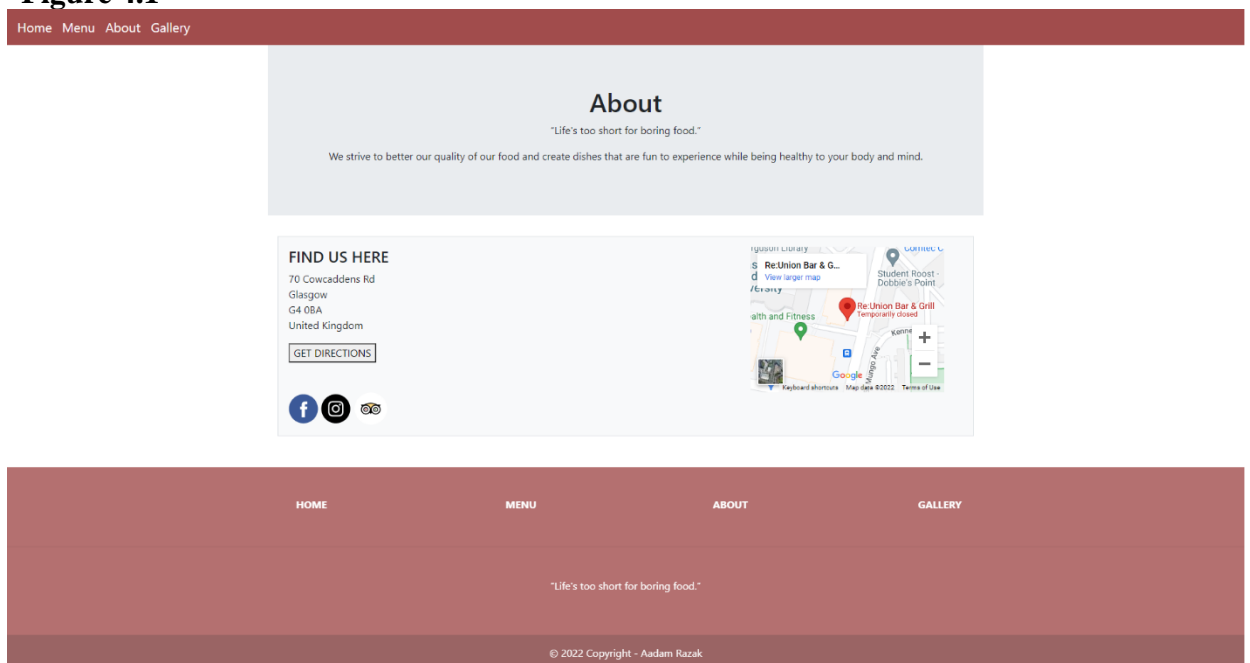 Figure 4.1
Home Menu About Gallery
About
"Life's too short for boring food."
We strive to better our quality of our food and create dishes that are fun to experience while being healthy to your body and mind.
FIND US HERE
70 Cowcaddens Rd
Glasgow
G4 0BA
United Kingdom
GET DIRECTIONS
Re:Union Bar & G...
View larger map
Student Roost -
Dobbie's Point
Re:Union Bar & Grill
Temporarily closed
alth and Fitness
Kenne
Mungo Ave
Google
Keyboard shortcuts Map data ©2022 Terms of Use
HOME MENU ABOUT GALLERY
"Life's too short for boring food."
© 2022 Copyright - Aadam Razak